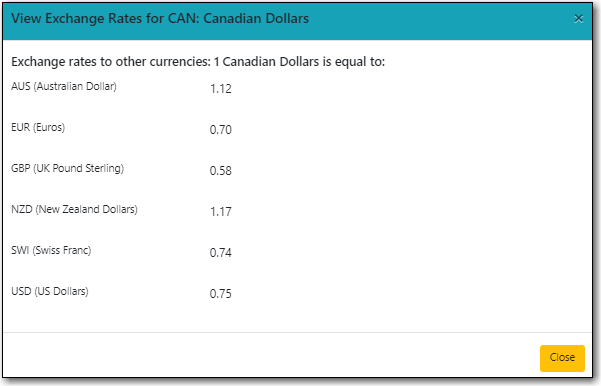 View Exchange Rates for CAN: Canadian Dollars ×
Exchange rates to other currencies: 1 Canadian Dollars is equal to:
AUS (Australian Dollar) 1.12
EUR (Euros) 0.70
GBP (UK Pound Sterling) 0.58
NZD (New Zealand Dollars) 1.17
SWI (Swiss Franc) 0.74
USD (US Dollars) 0.75
Close